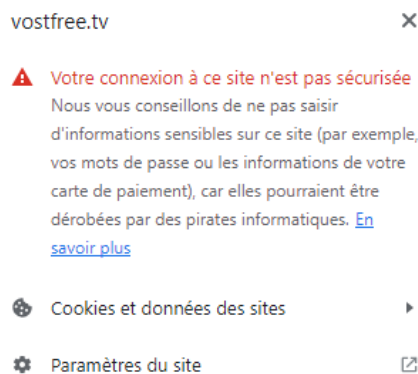 vostfree.tv
Votre connexion à ce site n'est pas sécurisée
Nous vous conseillons de ne pas saisir
d'informations sensibles sur ce site (par exemple,
vos mots de passe ou les informations de votre
carte de paiement), car elles pourraient être
dérobées par des pirates informatiques. En
savoir plus
Cookies et données des sites
Paramètres du site